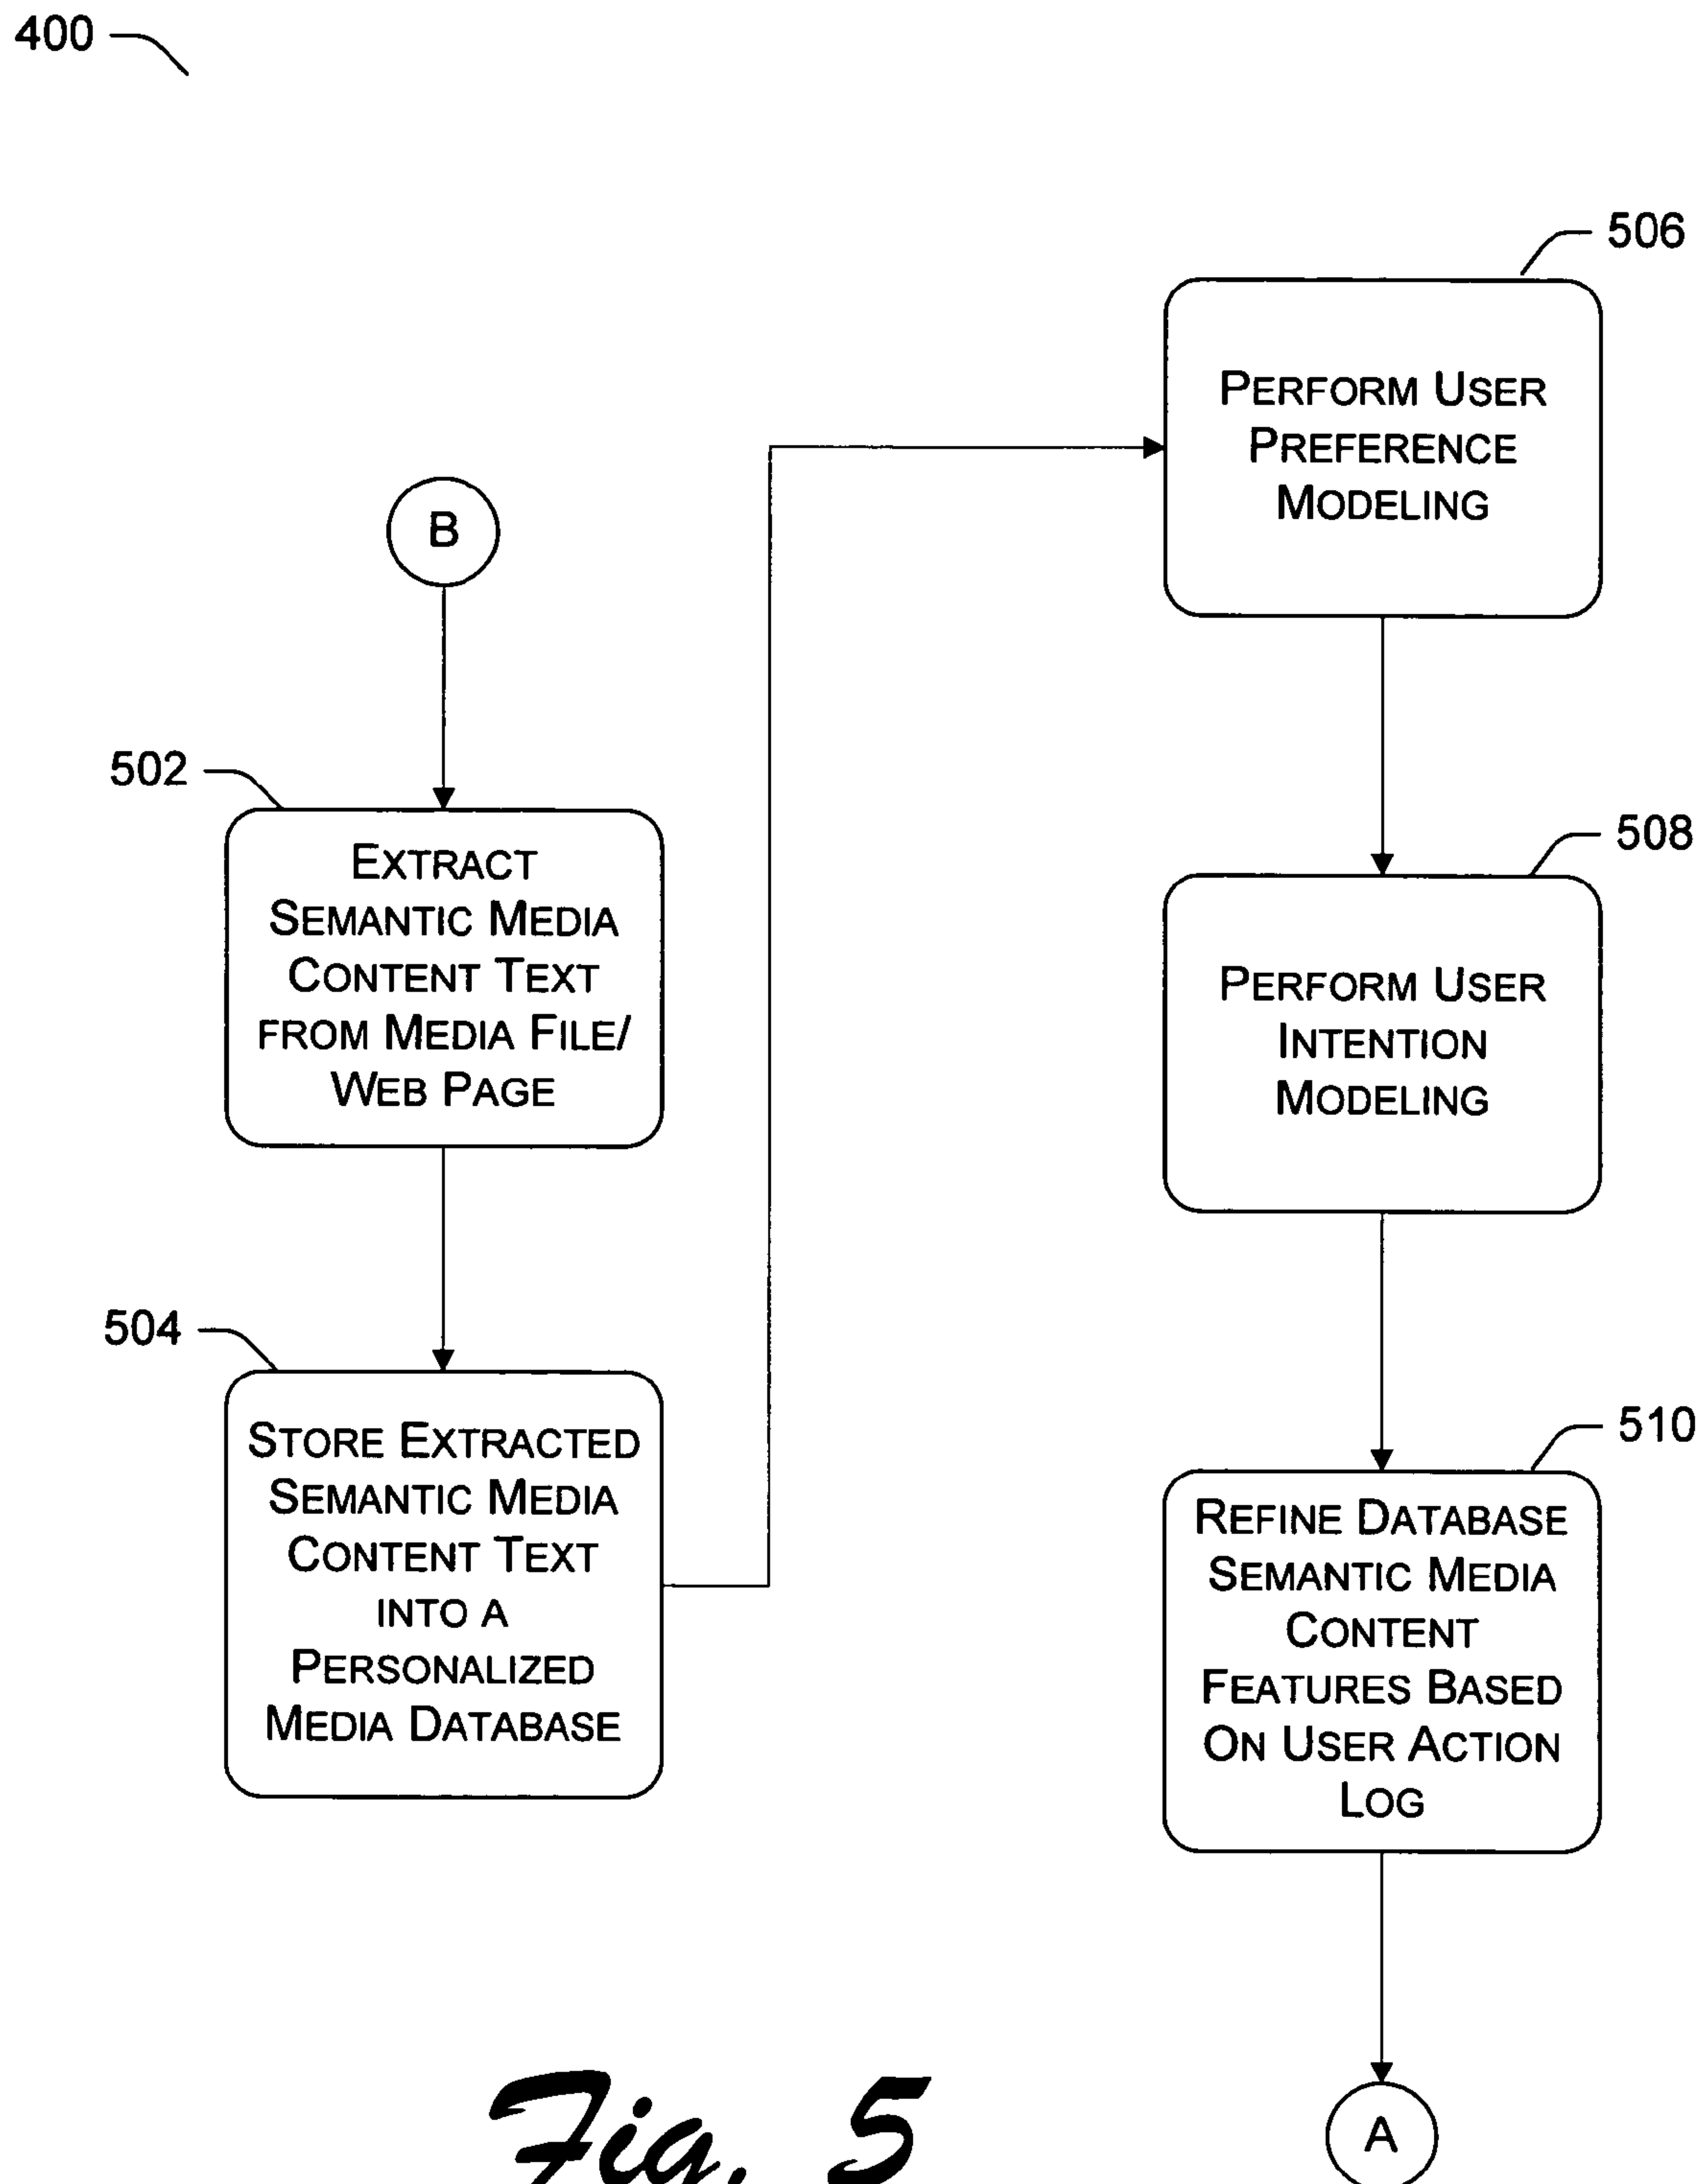 400
B
502
EXTRACT
SEMANTIC MEDIA
CONTENT TEXT
FROM MEDIA FILE/
WEB PAGE
504
STORE EXTRACTED
SEMANTIC MEDIA
CONTENT TEXT
INTO A
PERSONALIZED
MEDIA DATABASE
506
PERFORM USER
PREFERENCE
MODELING
508
PERFORM USER
INTENTION
MODELING
510
REFINE DATABASE
SEMANTIC MEDIA
CONTENT
FEATURES BASED
ON USER ACTION
LOG
A
Fig. 5